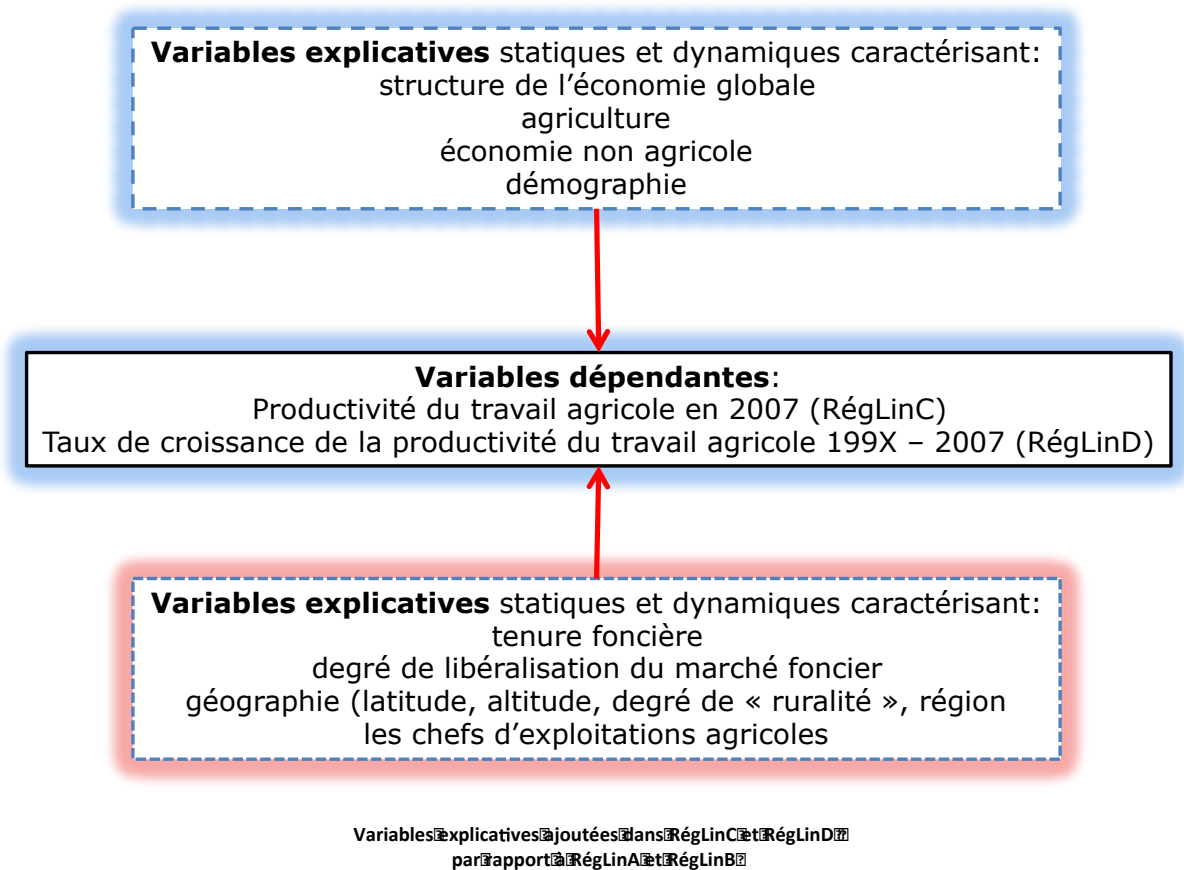 Variables explicatives statiques et dynamiques caractérisant:
structure de l’économie globale
agriculture
économie non agricole
démographie
Variables dépendantes:
Productivité du travail agricole en 2007 (RégLinC)
Taux de croissance de la productivité du travail agricole 199X – 2007 (RégLinD)
Variables explicatives statiques et dynamiques caractérisant:
tenure foncière
degré de libéralisation du marché foncier
géographie (latitude, altitude, degré de « ruralité », région
les chefs d’exploitations agricoles
Variables explicatives ajoutées dans RégLinC et RégLinD
par rapport à RégLinA et RégLinB